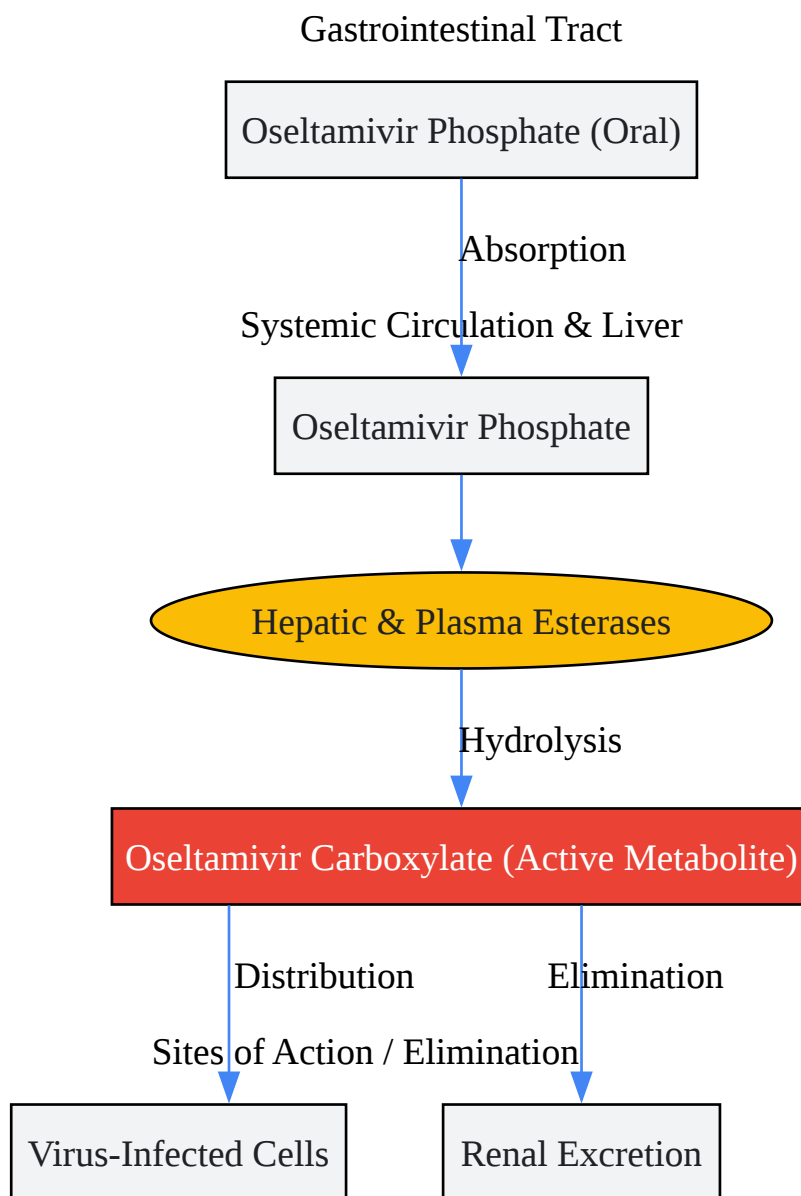 Gastrointestinal Tract
Oseltamivir Phosphate (Oral)
Absorption
Systemic Circulation & Liver
Oseltamivir Phosphate
Hepatic & Plasma Esterases
Hydrolysis
Oseltamivir Carboxylate (Active Metabolite)
Distribution
Elimination
Sites of Action / Elimination
Virus-Infected Cells
Renal Excretion